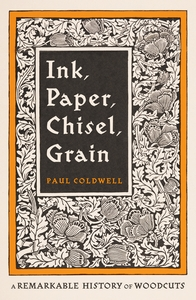 Ink,
Paper,
Chisel,
Grain
PAUL COLDWELL
A REMARKABLE HISTORY OF WOODCUTS